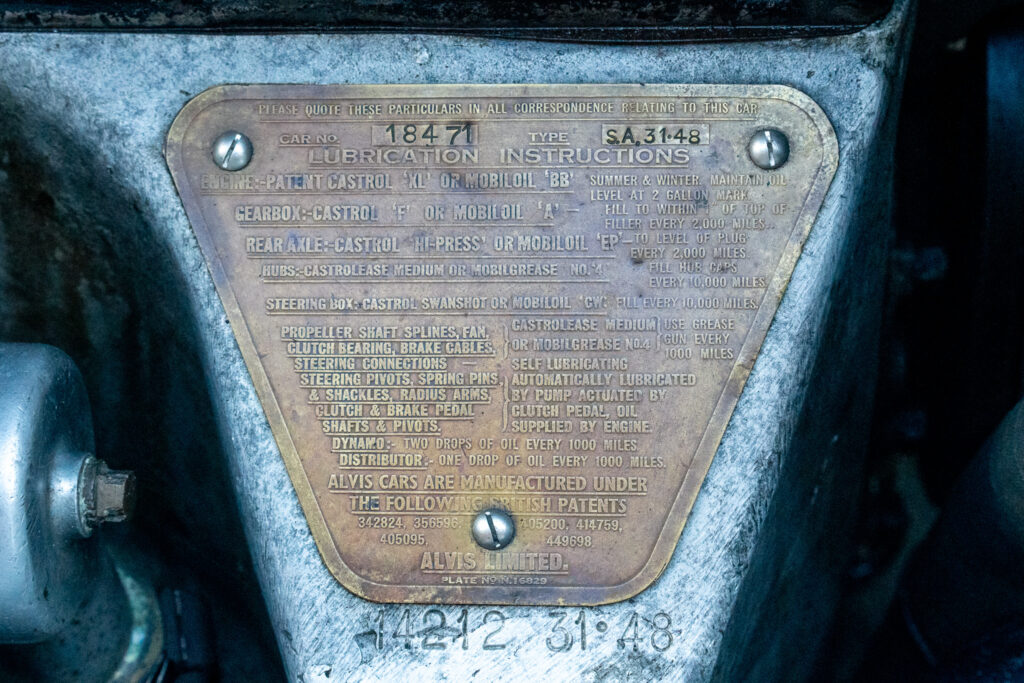 PLEASE QUOTE THESE PARTICULARS IN ALL CORRESPONDENCE RELATING TO THIS CAR
CAR NO. 18471 TYPE S.A. 31·48
LUBRICATION INSTRUCTIONS
ENGINE:-PATENT CASTROL 'XL' OR MOBILOIL 'BB' SUMMER & WINTER. MAINTAIN OIL
LEVEL AT 2 GALLON MARK.
GEARBOX:-CASTROL 'F' OR MOBILOIL 'A'— FILL TO WITHIN 1" OF TOP OF
FILLER EVERY 2,000 MILES.
REAR AXLE:-CASTROL 'HI-PRESS' OR MOBILOIL 'EP'—TO LEVEL OF PLUG
EVERY 2,000 MILES.
HUBS:-CASTROLEASE MEDIUM OR MOBILGREASE NO. 4 FILL HUB CAPS
EVERY 10,000 MILES.
STEERING BOX:-CASTROL SWANSHOT OR MOBILOIL 'CW'. FILL EVERY 10,000 MILES.
PROPELLER SHAFT SPLINES, FAN, CLUTCH BEARING, BRAKE CABLES,
CASTROLEASE MEDIUM OR MOBILGREASE NO.4
USE GREASE GUN EVERY 1000 MILES
STEERING CONNECTIONS — SELF LUBRICATING
STEERING PIVOTS, SPRING PINS, AUTOMATICALLY LUBRICATED
& SHACKLES, RADIUS ARMS, BY PUMP ACTUATED BY
CLUTCH & BRAKE PEDAL CLUTCH PEDAL, OIL
SHAFTS & PIVOTS. SUPPLIED BY ENGINE.
DYNAMO:- TWO DROPS OF OIL EVERY 1000 MILES.
DISTRIBUTOR:- ONE DROP OF OIL EVERY 1000 MILES.
ALVIS CARS ARE MANUFACTURED UNDER
THE FOLLOWING BRITISH PATENTS
342824, 356596, 405200, 414759,
405095, 449698
ALVIS LIMITED.
PLATE NO N.16829
14212 31·48